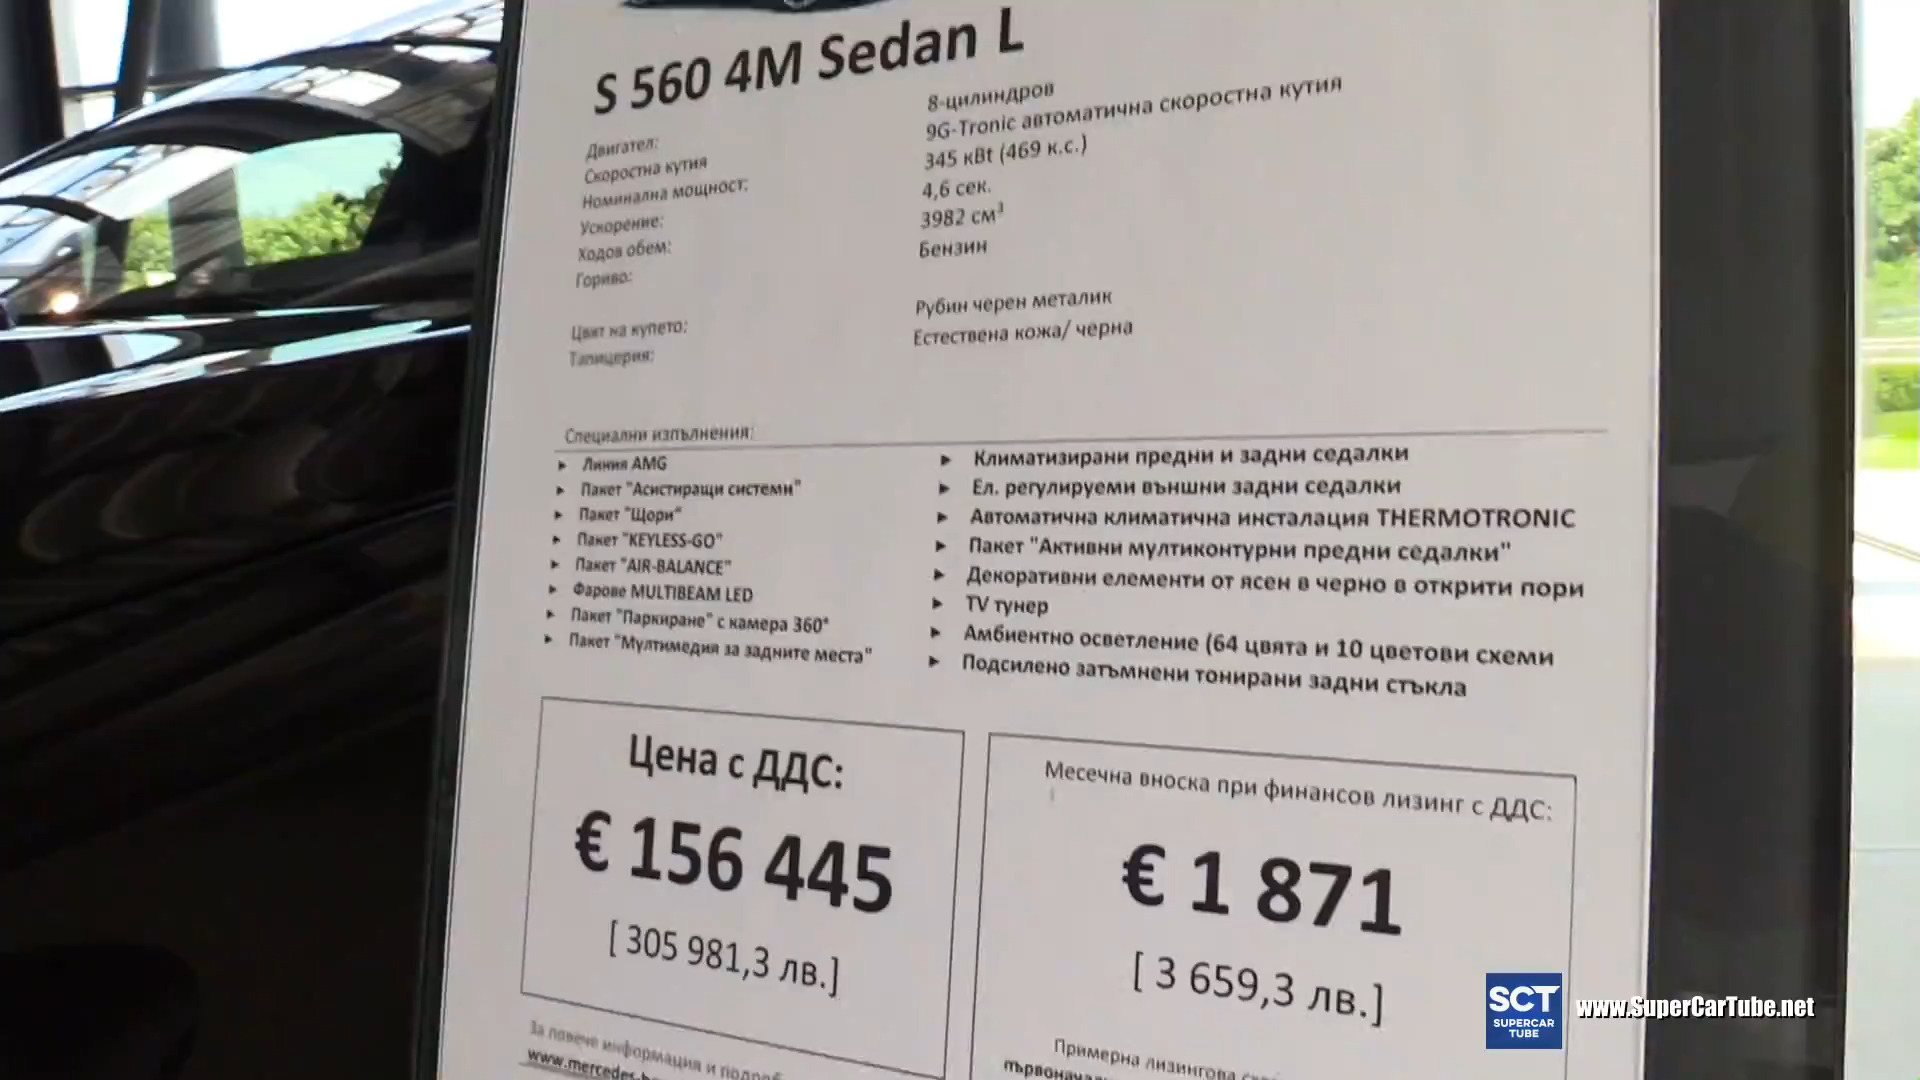 S 560 4M Sedan L
Двигател: 8-цилиндров
Скоростна кутия 9G-Tronic автоматична скоростна кутия
Номинална мощност: 345 кВt (469 к.с.)
Ускорение: 4,6 сек.
Ходов обем: 3982 см³
Гориво: Бензин
Цвят на купето: Рубин черен металик
Тапицерия: Естествена кожа/ черна
Специални изпълнения:
► Линия AMG
► Пакет "Асистиращи системи"
► Пакет "Щори"
► Пакет "KEYLESS-GO"
► Пакет "AIR-BALANCE"
► Фарове MULTIBEAM LED
► Пакет "Паркиране" с камера 360°
► Пакет "Мултимедия за задните места"
► Климатизирани предни и задни седалки
► Ел. регулируеми външни задни седалки
► Автоматична климатична инсталация THERMOTRONIC
► Пакет "Активни мултиконтурни предни седалки"
► Декоративни елементи от ясен в черно в открити пори
► TV тунер
► Амбиентно осветление (64 цвята и 10 цветови схеми
► Подсилено затъмнени тонирани задни стъкла
Цена с ДДС:
€ 156 445
[ 305 981,3 лв.]
Месечна вноска при финансов лизинг с ДДС:
€ 1 871
[ 3 659,3 лв.]
За повече информация и
Примерна лизингова
SCT
SUPERCAR
TUBE
www.SuperCarTube.net